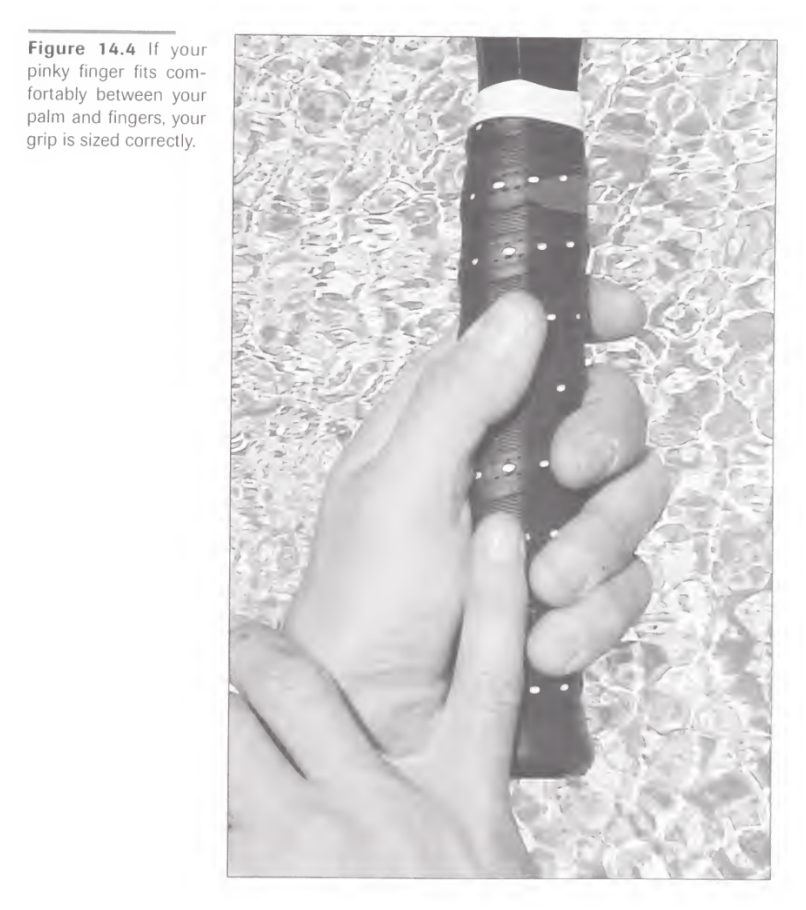 Figure 14.4 If your
pinky finger fits com-
fortably between your
palm and fingers, your
grip is sized correctly.